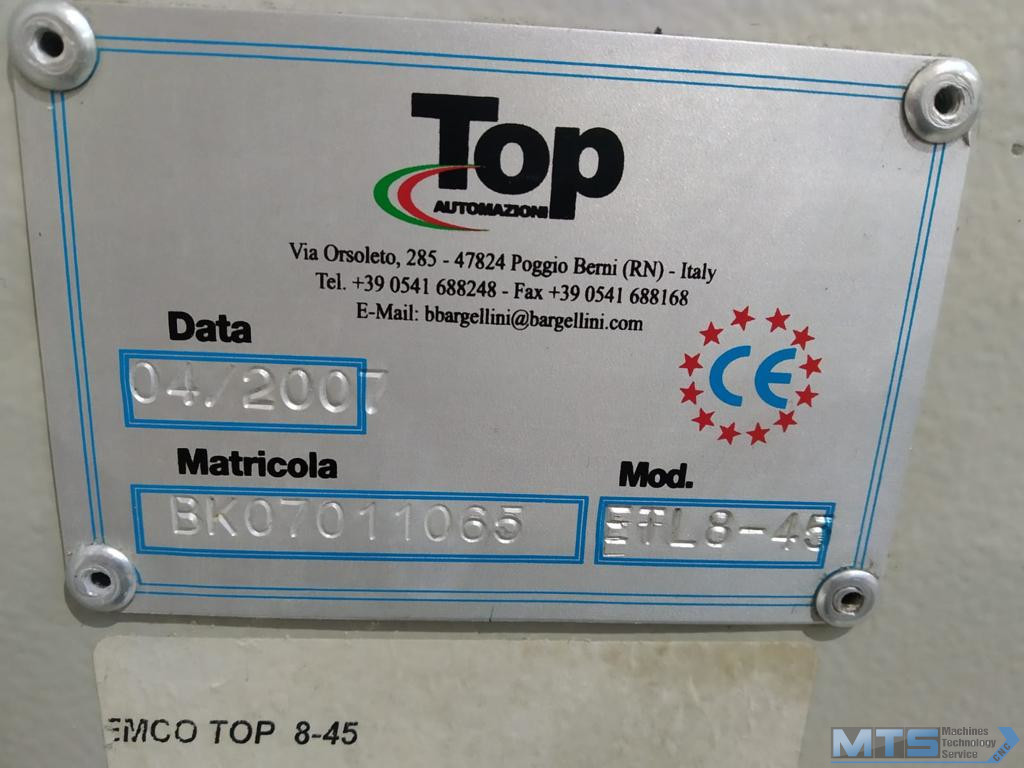 Top
AUTOMAZIONI
Via Orsoleto, 285 - 47824 Poggio Berni (RN) - Italy
Tel. +39 0541 688248 - Fax +39 0541 688168
E-Mail: bbargellini@bargellini.com
Data
04/2007
CE
Matricola
BK07011065
Mod.
ETL8-45
EMCO TOP 8-45
MTS Machines Technology Service CNC